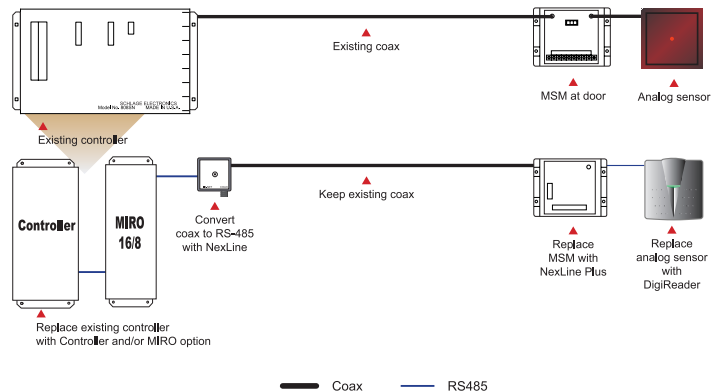 SCHLAGE ELECTRONICS
Model No. 808SN MADE IN U.S.A.
Existing coax
MSM at door
Analog sensor
Existing controller
Controller
MIRO
16/8
Convert
coax to RS-485
with NexLine
Keep existing coax
Replace
MSM with
NexLine Plus
Replace
analog sensor
with
DigiReader
Replace existing controller
with Controller and/or MIRO option
Coax
RS485